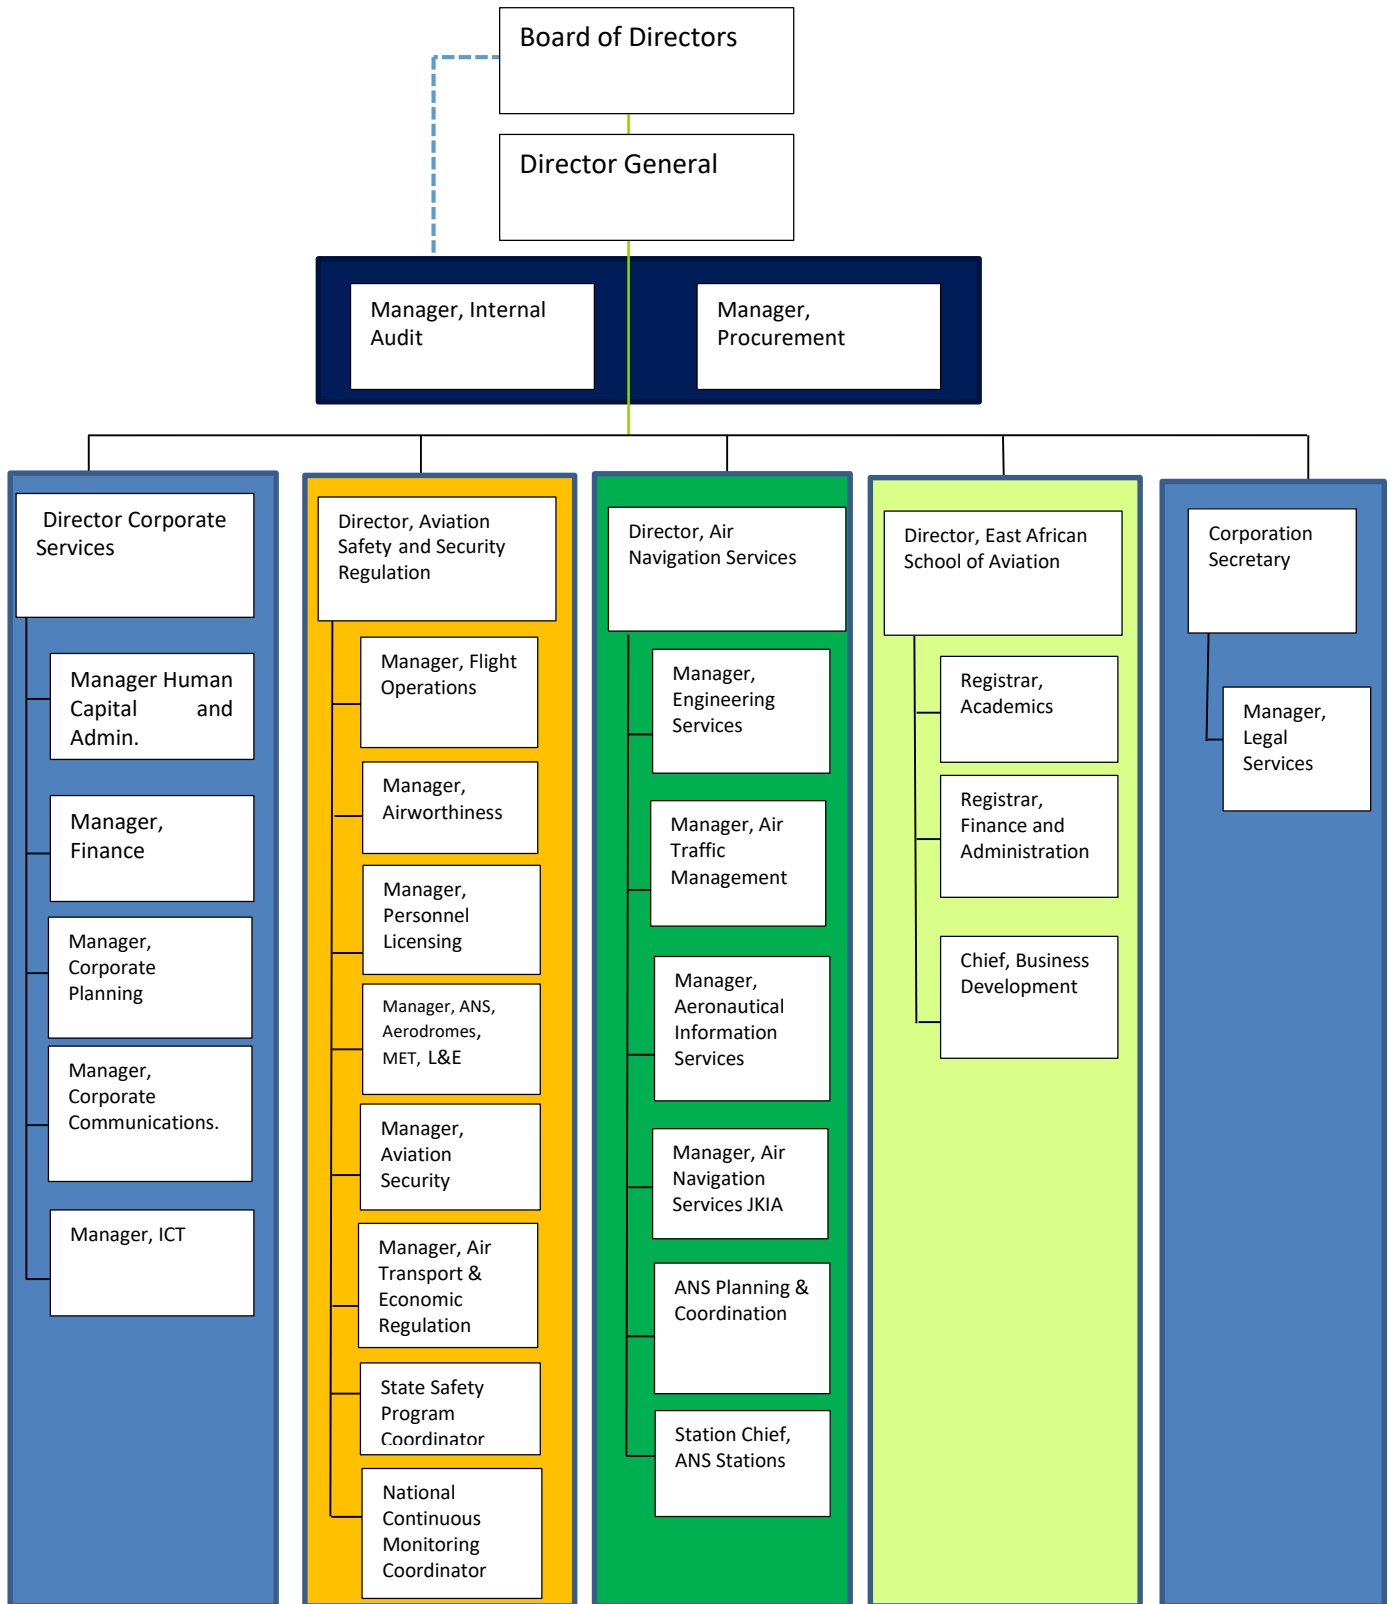 Board of Directors
Director General
Manager, Internal
Audit
Manager,
Procurement
Director Corporate
Services
Manager Human
Capital and
Admin.
Manager,
Finance
Manager,
Corporate
Planning
Manager,
Corporate
Communications.
Manager, ICT
Director, Aviation
Safety and Security
Regulation
Manager, Flight
Operations
Manager,
Airworthiness
Manager,
Personnel
Licensing
Manager, ANS,
Aerodromes,
MET, L&E
Manager,
Aviation
Security
Manager, Air
Transport &
Economic
Regulation
State Safety
Program
Coordinator
National
Continuous
Monitoring
Coordinator
Director, Air
Navigation Services
Manager,
Engineering
Services
Manager, Air
Traffic
Management
Manager,
Aeronautical
Information
Services
Manager, Air
Navigation
Services JKIA
ANS Planning &
Coordination
Station Chief,
ANS Stations
Director, East African
School of Aviation
Registrar,
Academics
Registrar,
Finance and
Administration
Chief, Business
Development
Corporation
Secretary
Manager,
Legal
Services